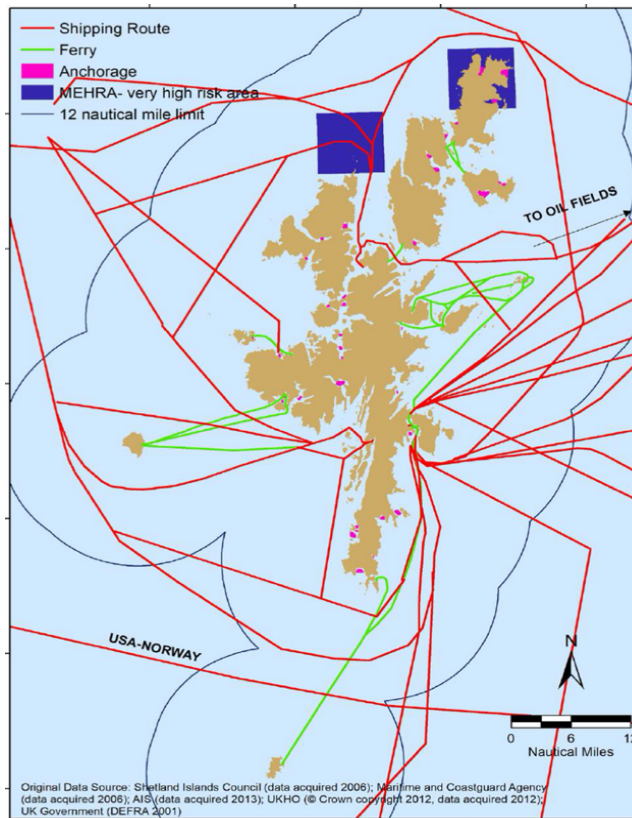 Shipping Route
Ferry
Anchorage
MEHRA- very high risk area
12 nautical mile limit
TO OIL FIELDS
USA-NORWAY
N
0 6 12
Nautical Miles
Original Data Source: Shetland Islands Council (data acquired 2006); Maritime and Coastguard Agency
(data acquired 2006); AIS (data acquired 2013); UKHO (© Crown copyright 2012, data acquired 2012);
UK Government (DEFRA 2001)